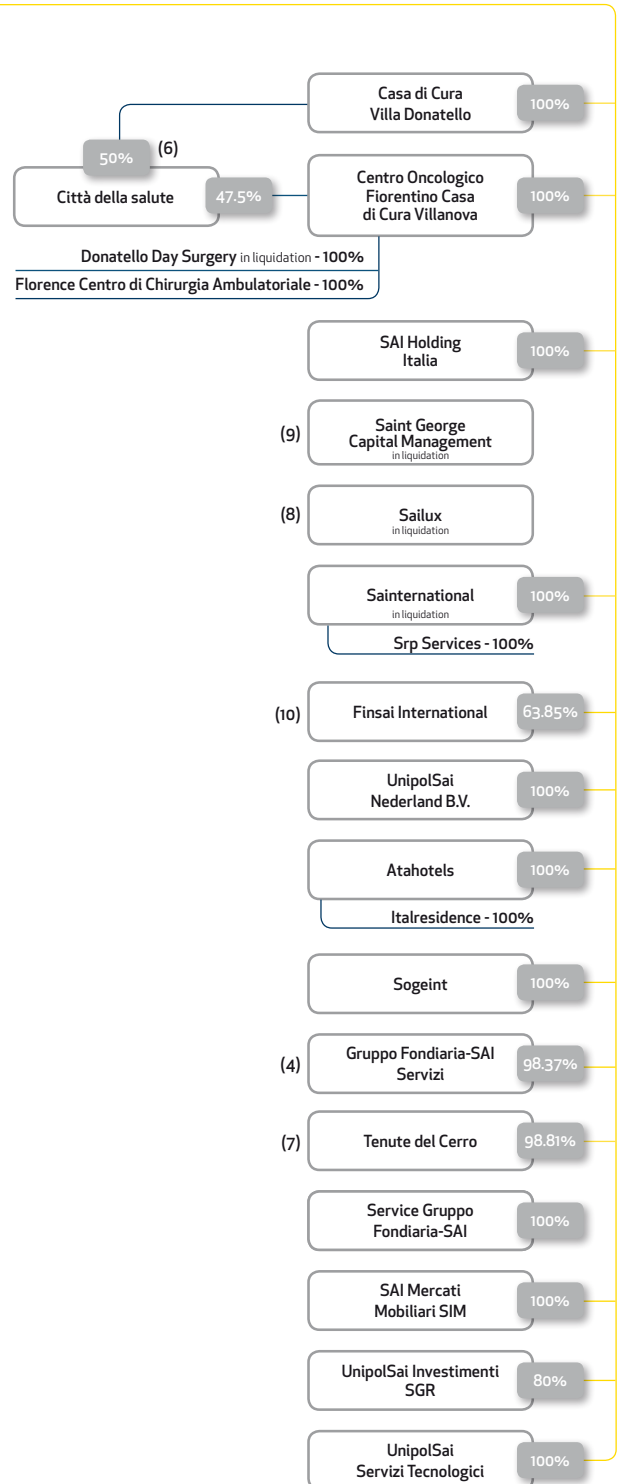 Casa di Cura
Villa Donatello
100%
50%
(6)
Città della salute
47.5%
Centro Oncologico
Fiorentino Casa
di Cura Villanova
100%
Donatello Day Surgery in liquidation - 100%
Florence Centro di Chirurgia Ambulatoriale - 100%
SAI Holding
Italia
100%
(9)
Saint George
Capital Management
in liquidation
(8)
Sailux
in liquidation
Sainternational
in liquidation
100%
Srp Services - 100%
(10)
Finsai International
63.85%
UnipolSai
Nederland B.V.
100%
Atahotels
100%
Italresidence - 100%
Sogeint
100%
(4)
Gruppo Fondiaria-SAI
Servizi
98.37%
(7)
Tenute del Cerro
98.81%
Service Gruppo
Fondiaria-SAI
100%
SAI Mercati
Mobiliari SIM
100%
UnipolSai Investimenti
SGR
80%
UnipolSai
Servizi Tecnologici
100%